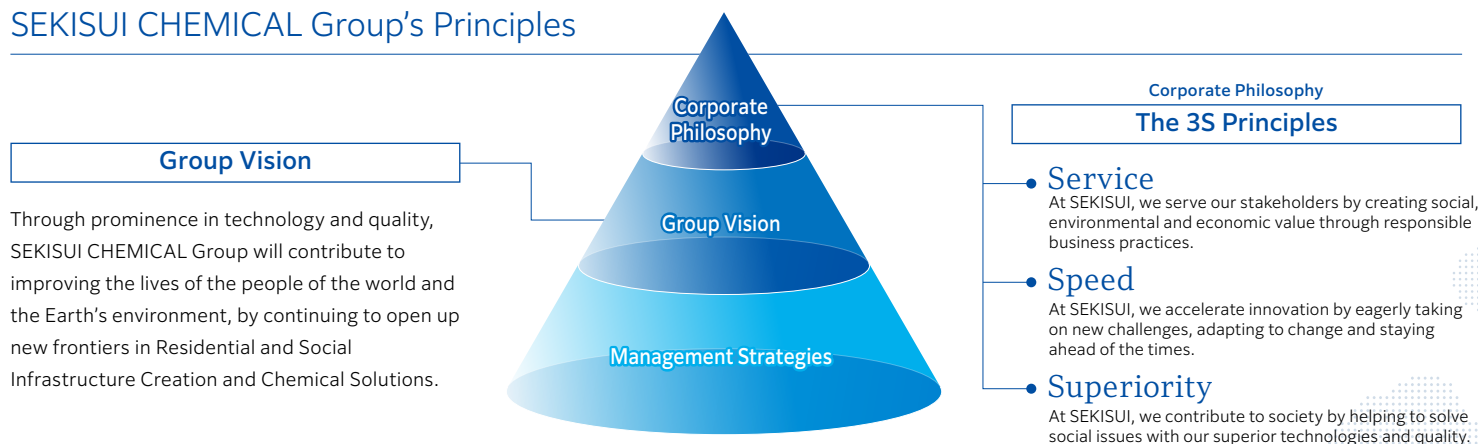 SEKISUI CHEMICAL Group’s Principles
Group Vision
Through prominence in technology and quality,
SEKISUI CHEMICAL Group will contribute to
improving the lives of the people of the world and
the Earth’s environment, by continuing to open up
new frontiers in Residential and Social
Infrastructure Creation and Chemical Solutions.
Corporate
Philosophy
Group Vision
Management Strategies
Corporate Philosophy
The 3S Principles
Service
At SEKISUI, we serve our stakeholders by creating social,
environmental and economic value through responsible
business practices.
Speed
At SEKISUI, we accelerate innovation by eagerly taking
on new challenges, adapting to change and staying
ahead of the times.
Superiority
At SEKISUI, we contribute to society by helping to solve
social issues with our superior technologies and quality.